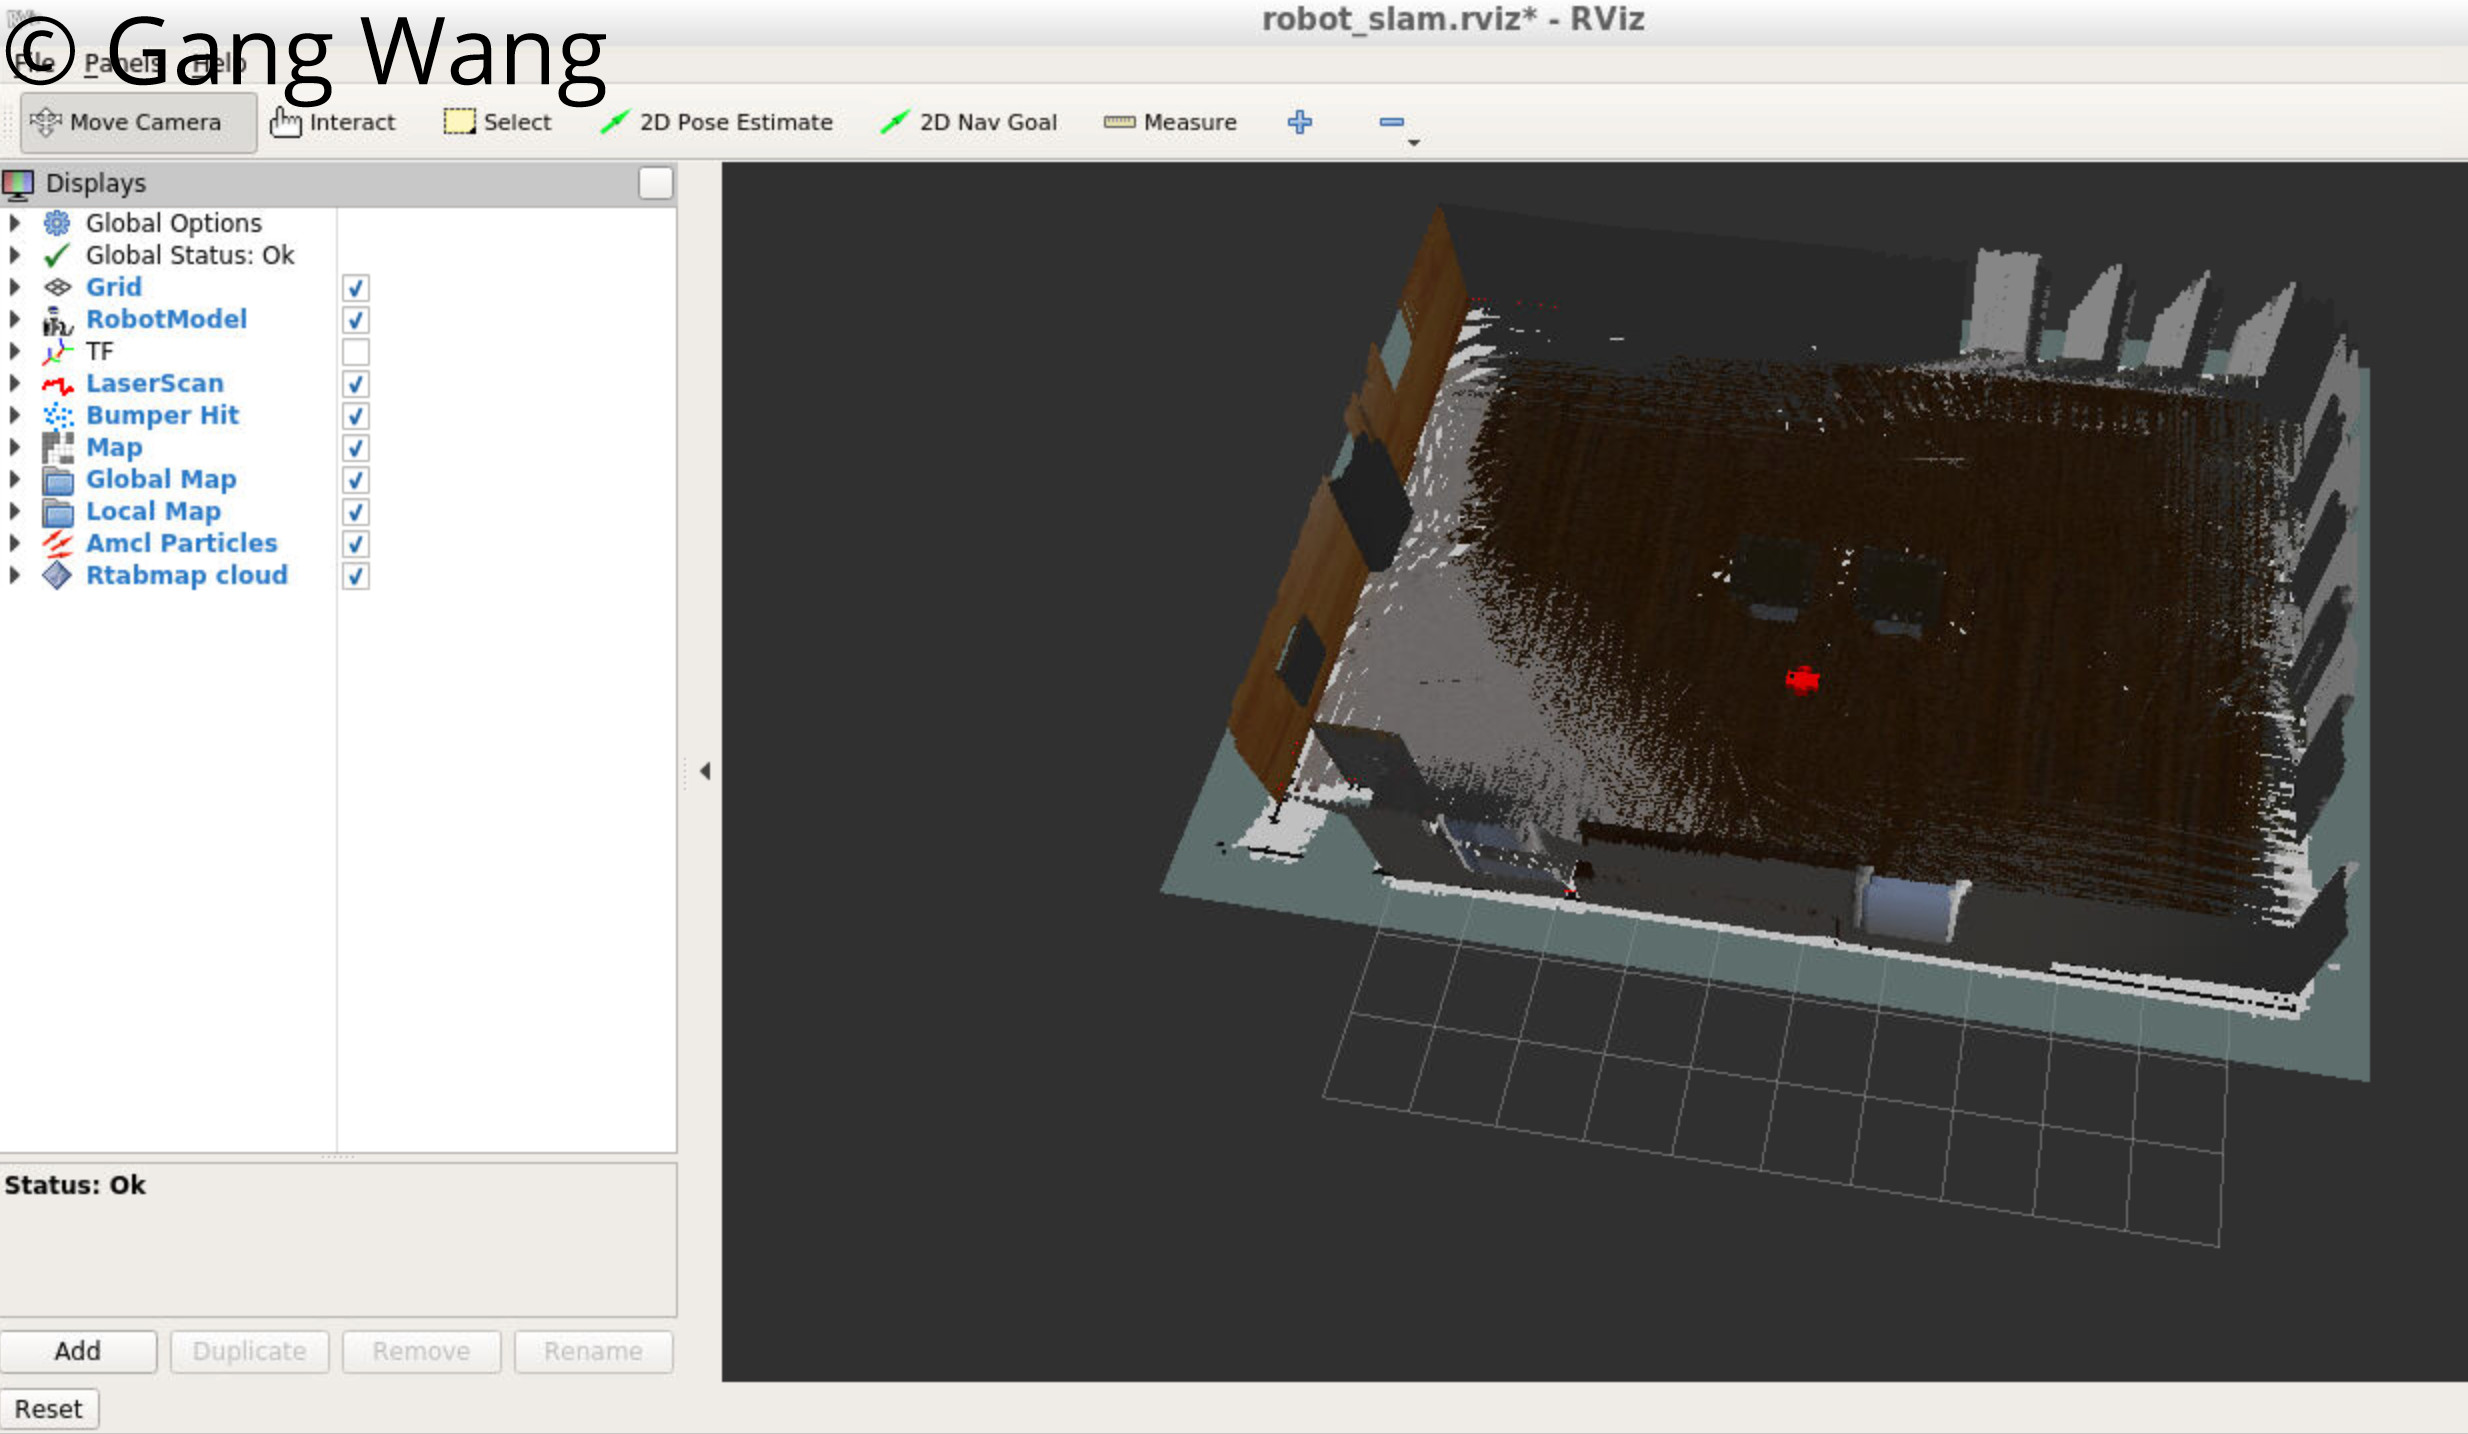 robot_slam.rviz* - RViz
© Gang Wang
File Panels Help
Move Camera Interact Select 2D Pose Estimate 2D Nav Goal Measure
Displays
Global Options
Global Status: Ok
Grid
RobotModel
TF
LaserScan
Bumper Hit
Map
Global Map
Local Map
Amcl Particles
Rtabmap cloud
Status: Ok
Add Duplicate Remove Rename
Reset